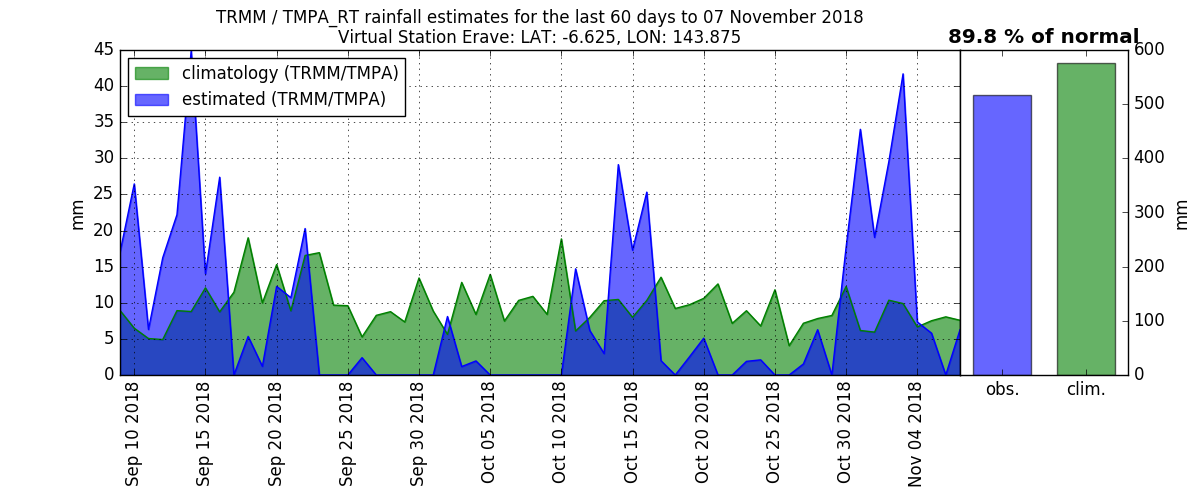 TRMM / TMPA_RT rainfall estimates for the last 60 days to 07 November 2018
Virtual Station Erave: LAT: -6.625, LON: 143.875
89.8 % of normal
climatology (TRMM/TMPA)
estimated (TRMM/TMPA)
mm
45
40
35
30
25
20
15
10
5
0
Sep 10 2018
Sep 15 2018
Sep 20 2018
Sep 25 2018
Sep 30 2018
Oct 05 2018
Oct 10 2018
Oct 15 2018
Oct 20 2018
Oct 25 2018
Oct 30 2018
Nov 04 2018
obs.
clim.
600
500
400
300
200
100
0
mm